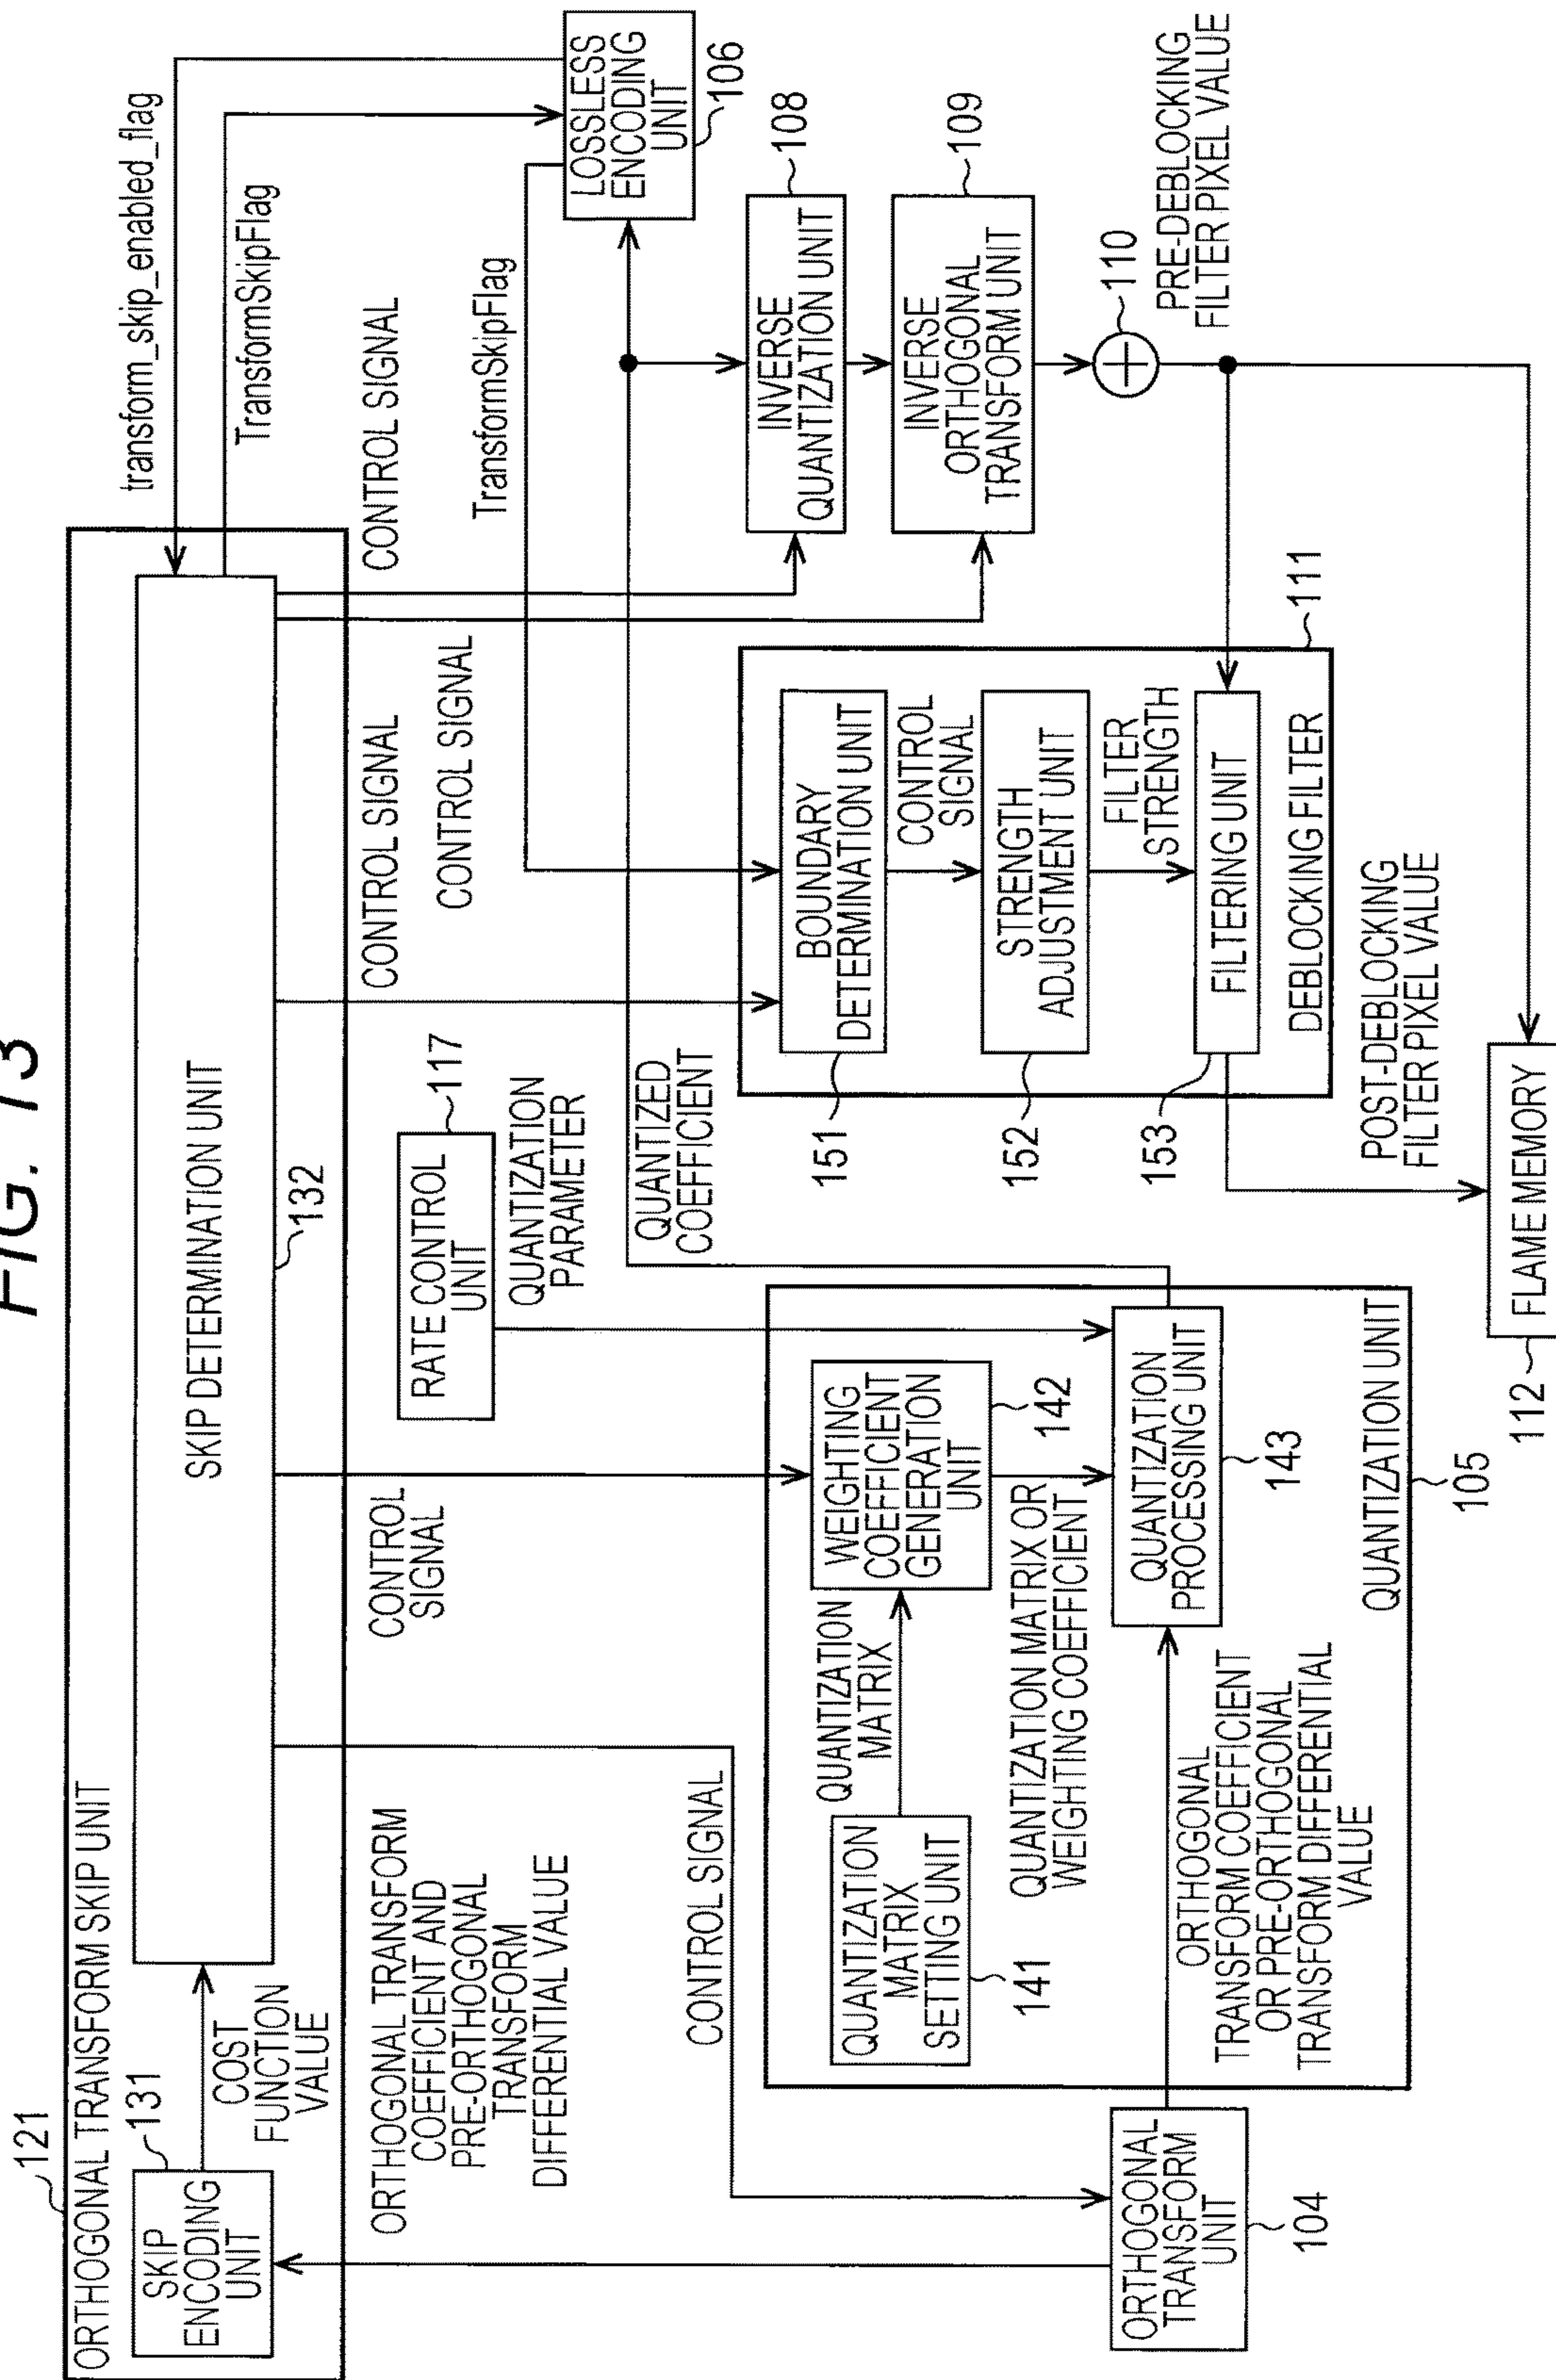 FIG. 13
121
ORTHOGONAL TRANSFORM SKIP UNIT
SKIP
ENCODING
UNIT
131
COST
FUNCTION
VALUE
SKIP DETERMINATION UNIT
132
transform_skip_enabled_flag
TransformSkipFlag
LOSSLESS
ENCODING
UNIT
106
ORTHOGONAL TRANSFORM
COEFFICIENT AND
PRE-ORTHOGONAL
TRANSFORM
DIFFERENTIAL VALUE
CONTROL SIGNAL
CONTROL
SIGNAL
RATE CONTROL
UNIT
117
QUANTIZATION
PARAMETER
CONTROL SIGNAL
CONTROL SIGNAL
CONTROL SIGNAL
TransformSkipFlag
QUANTIZED
COEFFICIENT
QUANTIZATION
MATRIX
SETTING UNIT
141
QUANTIZATION
MATRIX
WEIGHTING
COEFFICIENT
GENERATION
UNIT
142
QUANTIZATION MATRIX OR
WEIGHTING COEFFICIENT
QUANTIZATION
PROCESSING UNIT
143
ORTHOGONAL
TRANSFORM COEFFICIENT
OR PRE-ORTHOGONAL
TRANSFORM DIFFERENTIAL
VALUE
QUANTIZATION UNIT
105
ORTHOGONAL
TRANSFORM
UNIT
104
BOUNDARY
DETERMINATION UNIT
151
CONTROL
SIGNAL
STRENGTH
ADJUSTMENT UNIT
152
FILTER
STRENGTH
FILTERING UNIT
153
DEBLOCKING FILTER
111
INVERSE
QUANTIZATION UNIT
108
INVERSE
ORTHOGONAL
TRANSFORM UNIT
109
110
PRE-DEBLOCKING
FILTER PIXEL VALUE
POST-DEBLOCKING
FILTER PIXEL VALUE
FLAME MEMORY
112